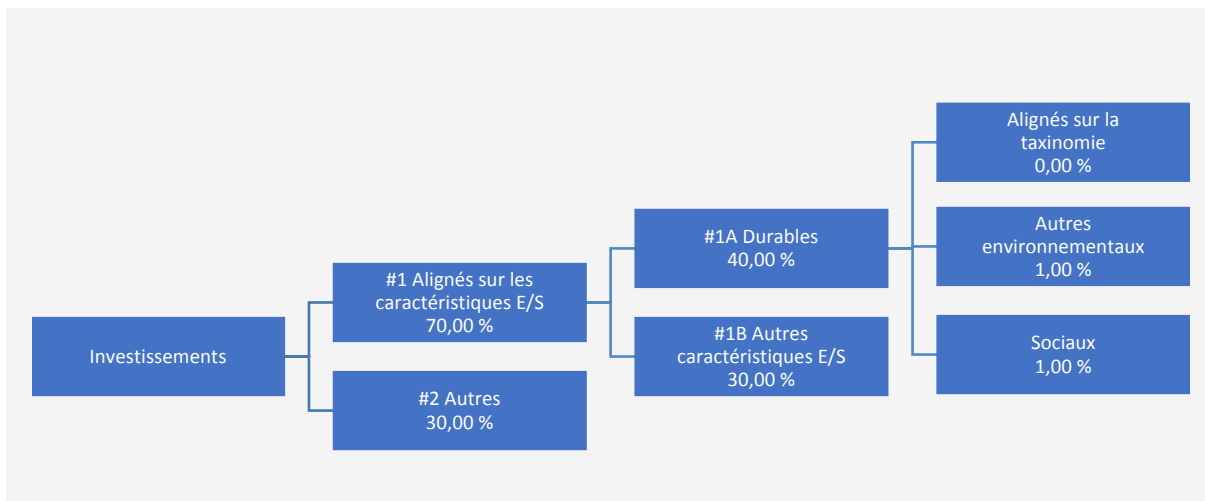 Investissements
#1 Alignés sur les
caractéristiques E/S
70,00 %
#2 Autres
30,00 %
#1A Durables
40,00 %
#1B Autres
caractéristiques E/S
30,00 %
Alignés sur la
taxinomie
0,00 %
Autres
environnementaux
1,00 %
Sociaux
1,00 %